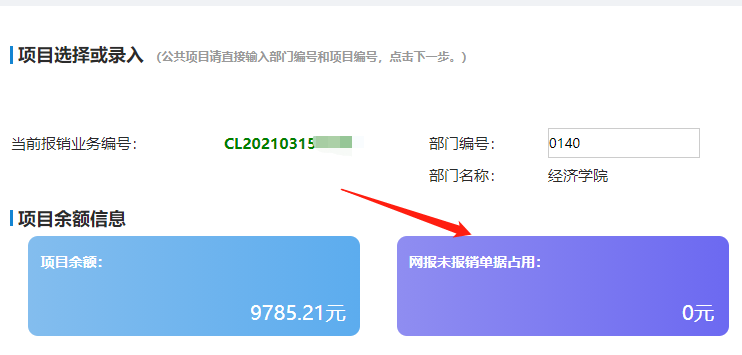 项目选择或录入 （公共项目请直接输入部门编号和项目编号，点击下一步。）
当前报销业务编号： CL20210315 部门编号： 0140
部门名称： 经济学院
项目余额信息
项目余额： 网报未报销单据占用：
9785.21元 0元